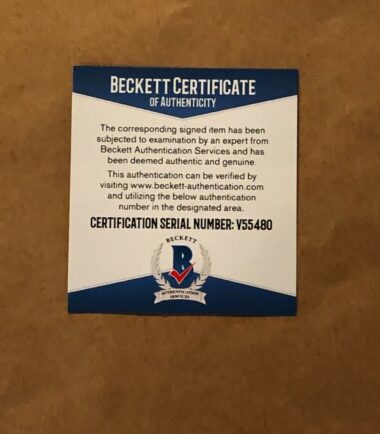 BECKETT CERTIFICATE
OF AUTHENTICITY
The corresponding signed item has been
subjected to examination by an expert from
Beckett Authentication Services and has
been deemed authentic and genuine.
This authentication can be verified by
visiting www.beckett-authentication.com
and utilizing the below authentication
number in the designated area.
CERTIFICATION SERIAL NUMBER: V55480
BECKETT
B
AUTHENTICATION
SERVICES